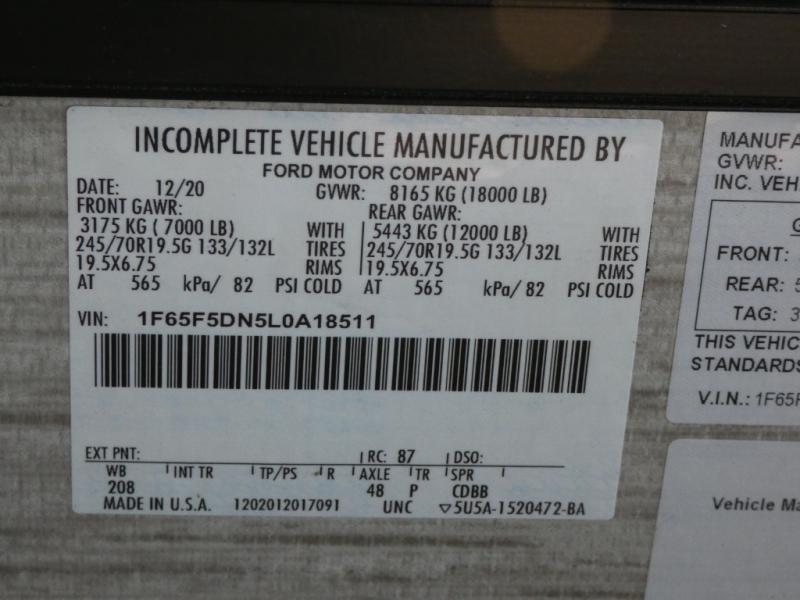 INCOMPLETE VEHICLE MANUFACTURED BY
FORD MOTOR COMPANY
DATE: 12/20 GVWR: 8165 KG (18000 LB)
FRONT GAWR: REAR GAWR:
3175 KG ( 7000 LB) WITH 5443 KG (12000 LB) WITH
245/70R19.5G 133/132L TIRES 245/70R19.5G 133/132L TIRES
19.5X6.75 RIMS 19.5X6.75 RIMS
AT 565 kPa/ 82 PSI COLD AT 565 kPa/ 82 PSI COLD
VIN: 1F65F5DN5L0A18511
EXT PNT: RC: 87 DSO:
WB INT TR TP/PS R AXLE TR SPR
208 48 P CDBB
MADE IN U.S.A. 1202012017091 UNC ▽5U5A-1520472-BA
MANUFA
GVWR:
INC. VEH
G
FRONT:
REAR: 5
TAG: 3
THIS VEHIC
STANDARDS
V.I.N.: 1F65F
Vehicle Ma